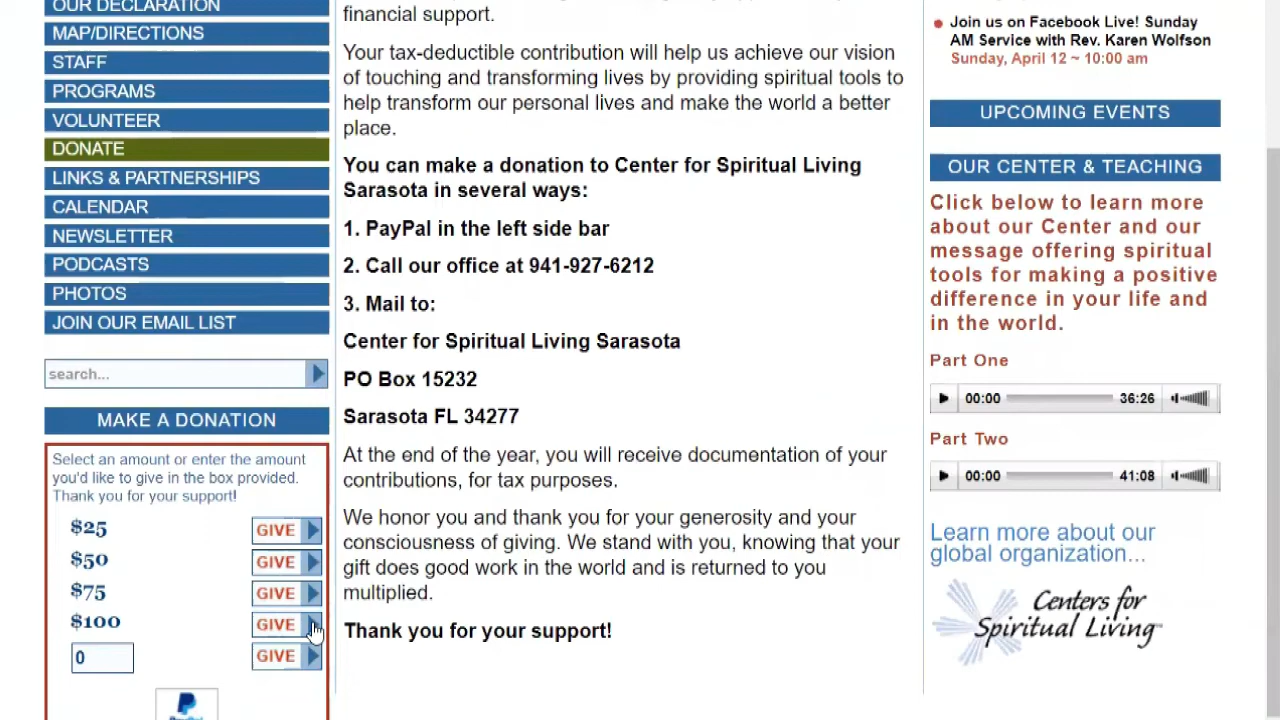 OUR DECLARATION
MAP/DIRECTIONS
STAFF
PROGRAMS
VOLUNTEER
DONATE
LINKS & PARTNERSHIPS
CALENDAR
NEWSLETTER
PODCASTS
PHOTOS
JOIN OUR EMAIL LIST
search...
MAKE A DONATION
Select an amount or enter the amount
you'd like to give in the box provided.
Thank you for your support!
$25 GIVE
$50 GIVE
$75 GIVE
$100 GIVE
0 GIVE
financial support.
Your tax-deductible contribution will help us achieve our vision
of touching and transforming lives by providing spiritual tools to
help transform our personal lives and make the world a better
place.
You can make a donation to Center for Spiritual Living
Sarasota in several ways:
1. PayPal in the left side bar
2. Call our office at 941-927-6212
3. Mail to:
Center for Spiritual Living Sarasota
PO Box 15232
Sarasota FL 34277
At the end of the year, you will receive documentation of your
contributions, for tax purposes.
We honor you and thank you for your generosity and your
consciousness of giving. We stand with you, knowing that your
gift does good work in the world and is returned to you
multiplied.
Thank you for your support!
Join us on Facebook Live! Sunday
AM Service with Rev. Karen Wolfson
Sunday, April 12 ~ 10:00 am
UPCOMING EVENTS
OUR CENTER & TEACHING
Click below to learn more
about our Center and our
message offering spiritual
tools for making a positive
difference in your life and
in the world.
Part One
00:00 36:26
Part Two
00:00 41:08
Learn more about our
global organization...
Centers for
Spiritual Living